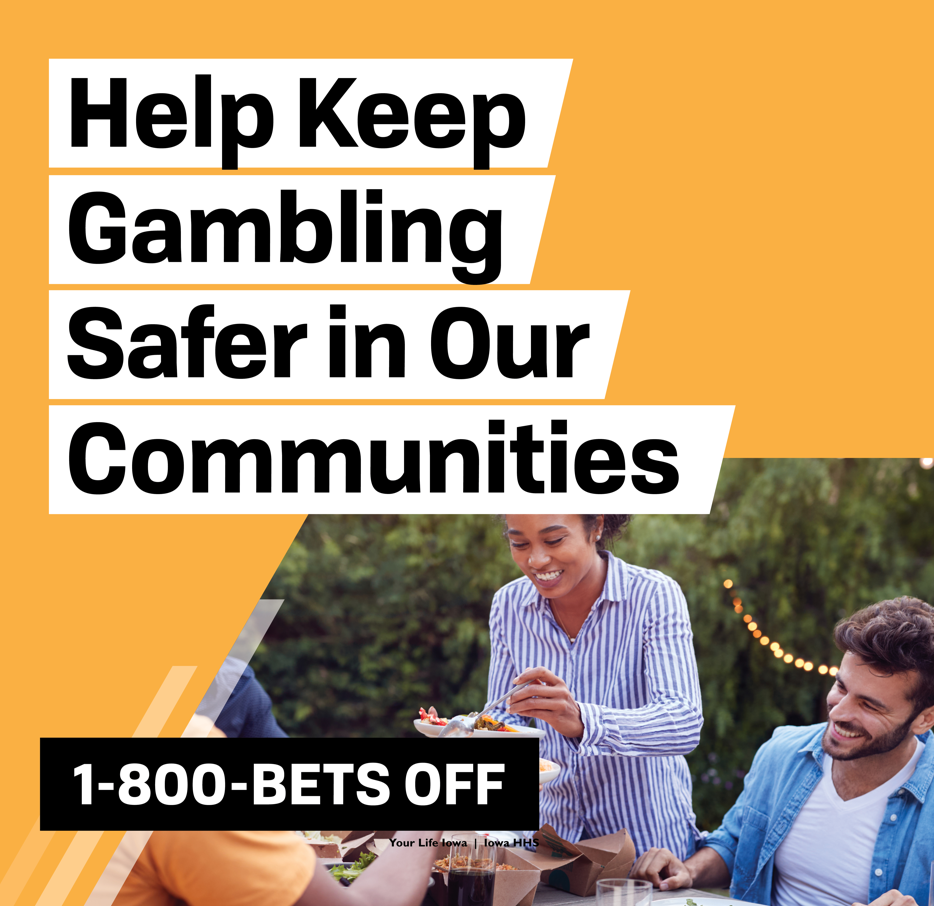 Help Keep
Gambling
Safer in Our
Communities
1-800-BETS OFF
Your Life Iowa | Iowa HHS